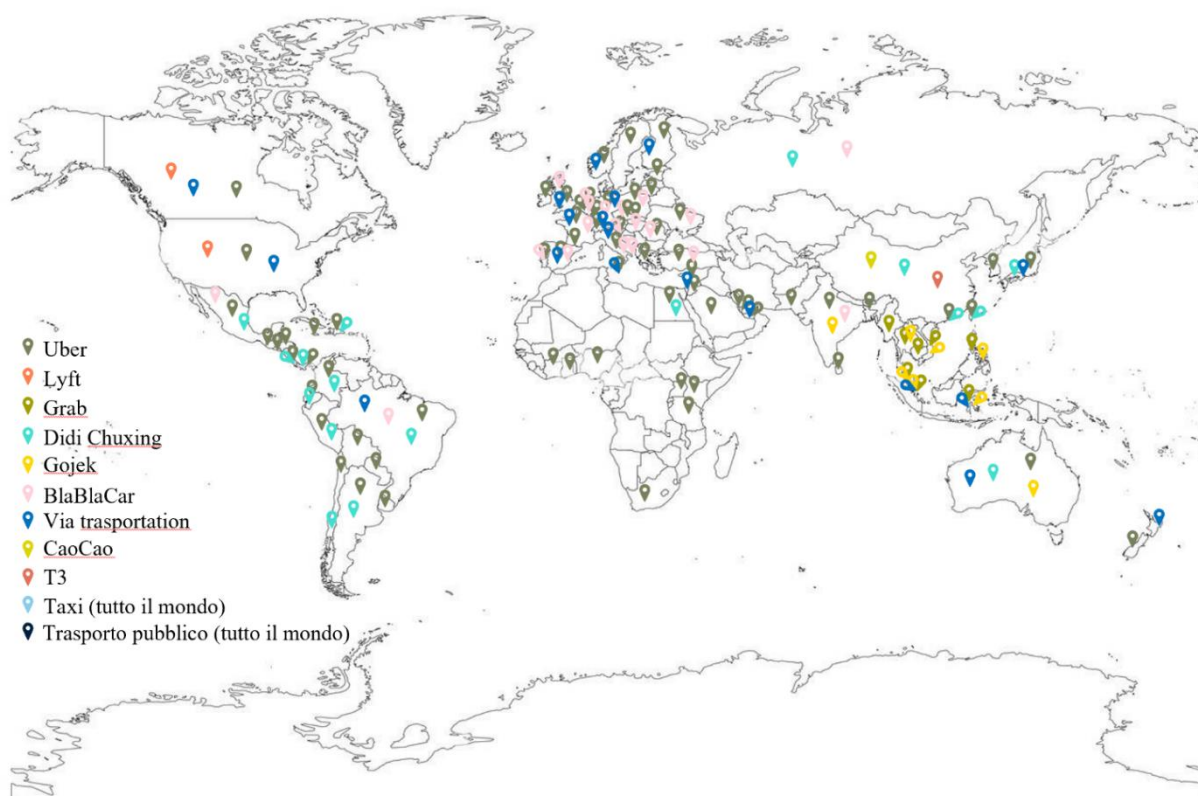 Uber
Lyft
Grab
Didi Chuxing
Gojek
BlaBlaCar
Via trasportation
CaoCao
T3
Taxi (tutto il mondo)
Trasporto pubblico (tutto il mondo)